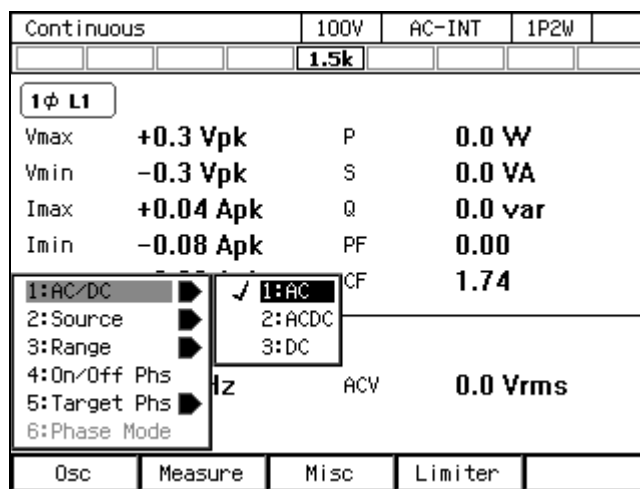 Continuous 100V AC-INT 1P2W
1.5k
1ϕ L1
Vmax +0.3 Vpk P 0.0 W
Vmin -0.3 Vpk S 0.0 VA
Imax +0.04 Apk Q 0.0 var
Imin -0.08 Apk PF 0.00
CF 1.74
1:AC/DC
2:Source
3:Range
4:On/Off Phs
5:Target Phs
6:Phase Mode
✓ 1:AC
2:ACDC
3:DC
Hz ACV 0.0 Vrms
Osc Measure Misc Limiter